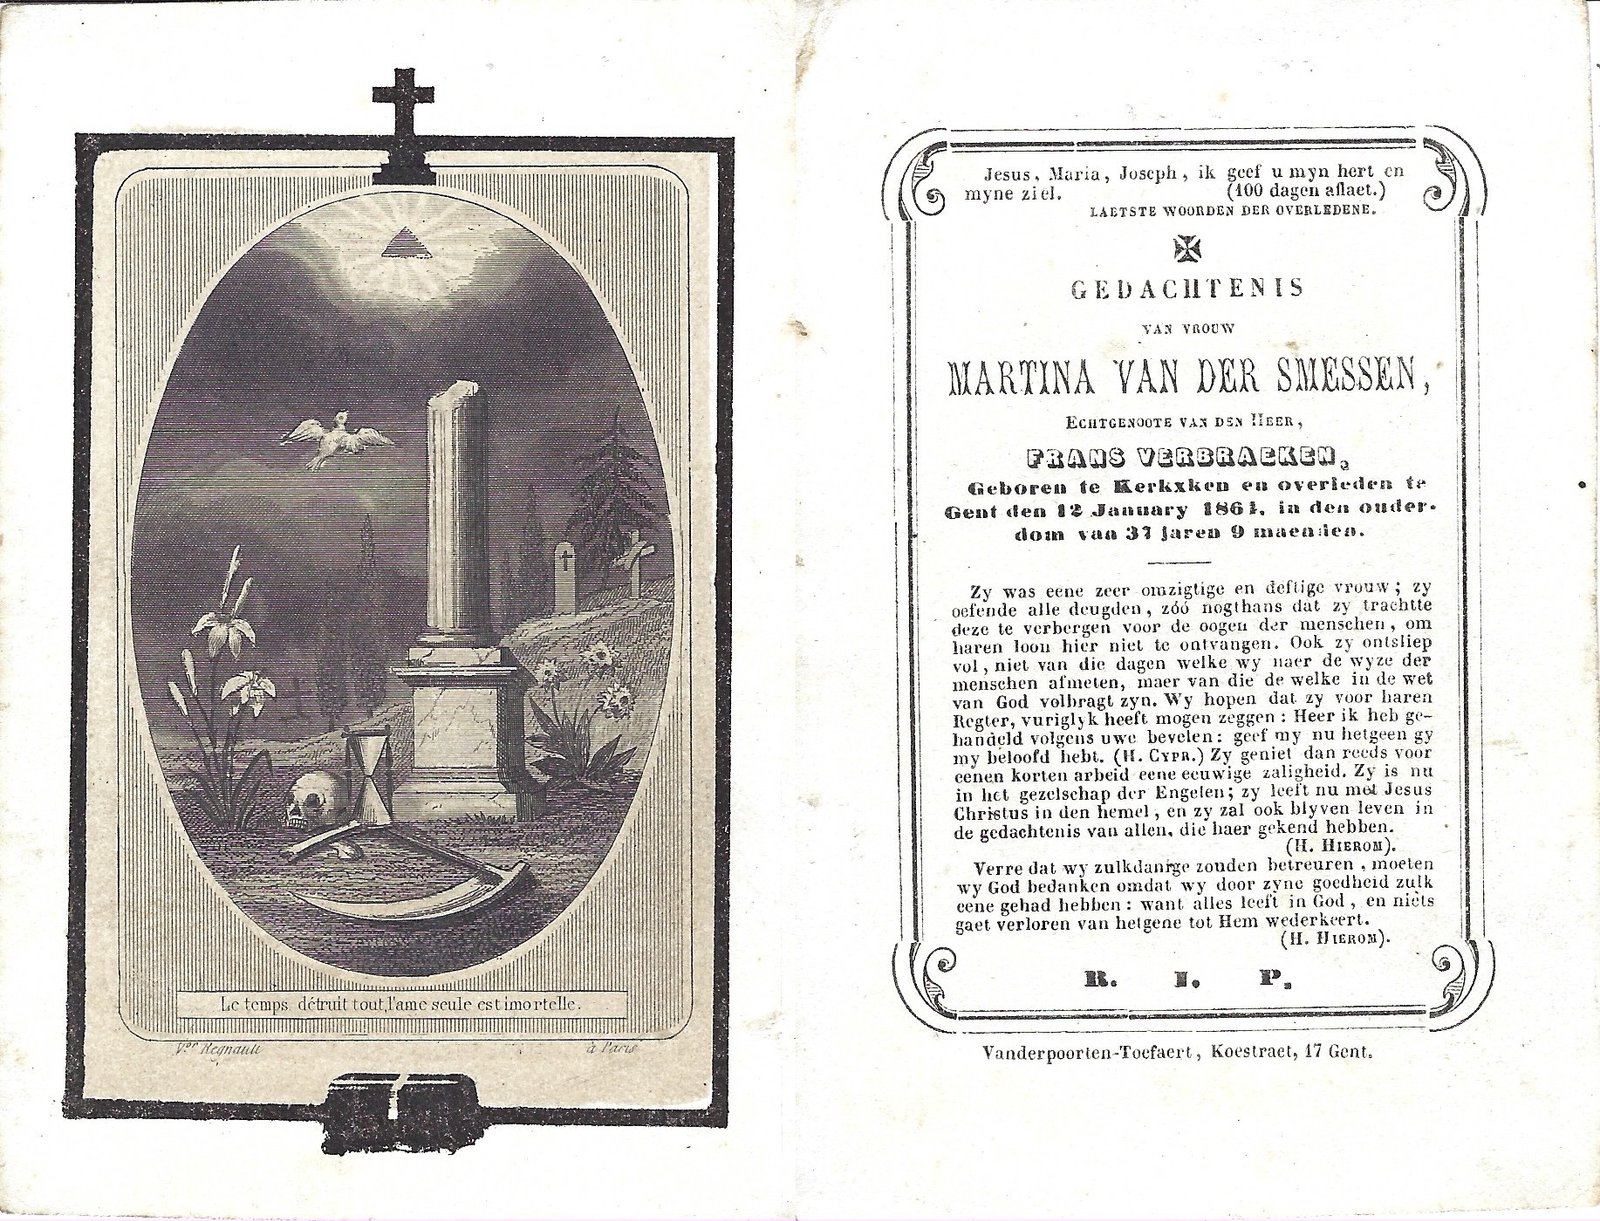 Le temps détruit tout, l'ame seule est imortelle.
Vor Regnault
à Paris
Jesus, Maria, Joseph, ik geef u myn hert en
myne ziel. (100 dagen aflaet.)
LAETSTE WOORDEN DER OVERLEDENE.
GEDACHTENIS
VAN VROUW
MARTINA VAN DER SMESSEN,
ECHTGENOOTE VAN DEN HEER,
FRANS VERBRAEKEN,
Geboren te Kerkxken en overleden te
Gent den 12 January 1861, in den ouder-
dom van 37 jaren 9 maenden.
Zy was eene zeer omzigtige en deftige vrouw; zy
oefende alle deugden, zóó nogthans dat zy trachtte
deze te verbergen voor de oogen der menschen, om
haren loon hier niet te ontvangen. Ook zy ontsliep
vol, niet van die dagen welke wy naer de wyze der
menschen afmeten, maer van die de welke in de wet
van God volbragt zyn. Wy hopen dat zy voor haren
Regter, vuriglyk heeft mogen zeggen: Heer ik heb ge-
handeld volgens uwe bevelen: geef my nu hetgeen gy
my beloofd hebt. (H. CYPR.) Zy geniet dan reeds voor
eenen korten arbeid eene eeuwige zaligheid. Zy is nu
in het gezelschap der Engelen; zy leeft nu met Jesus
Christus in den hemel, en zy zal ook blyven leven in
de gedachtenis van allen, die haer gekend hebben.
(H. HIEROM).
Verre dat wy zulkdanige zouden betreuren, moeten
wy God bedanken omdat wy door zyne goedheid zulk
eene gehad hebben: want alles leeft in God, en niets
gaet verloren van hetgene tot Hem wederkeert.
(H. HIEROM).
R. I. P.
Vanderpoorten-Toefaert, Koestraet, 17 Gent.